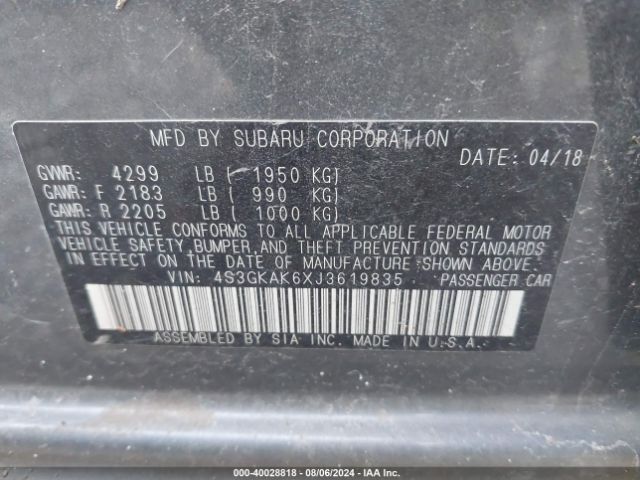 MFD BY SUBARU CORPORATION
DATE: 04/18
GVWR: 4299 LB ( 1950 KG)
GAWR: F 2183 LB ( 990 KG)
GAWR: R 2205 LB ( 1000 KG)
THIS VEHICLE CONFORMS TO ALL APPLICABLE FEDERAL MOTOR
VEHICLE SAFETY, BUMPER, AND THEFT PREVENTION STANDARDS
IN EFFECT ON THE DATE OF MANUFACTURE SHOWN ABOVE.
VIN: 4S3GKAK6XJ3619835 PASSENGER CAR
ASSEMBLED BY SIA INC. MADE IN U.S.A.
000-40028818 - 08/06/2024 - IAA Inc.